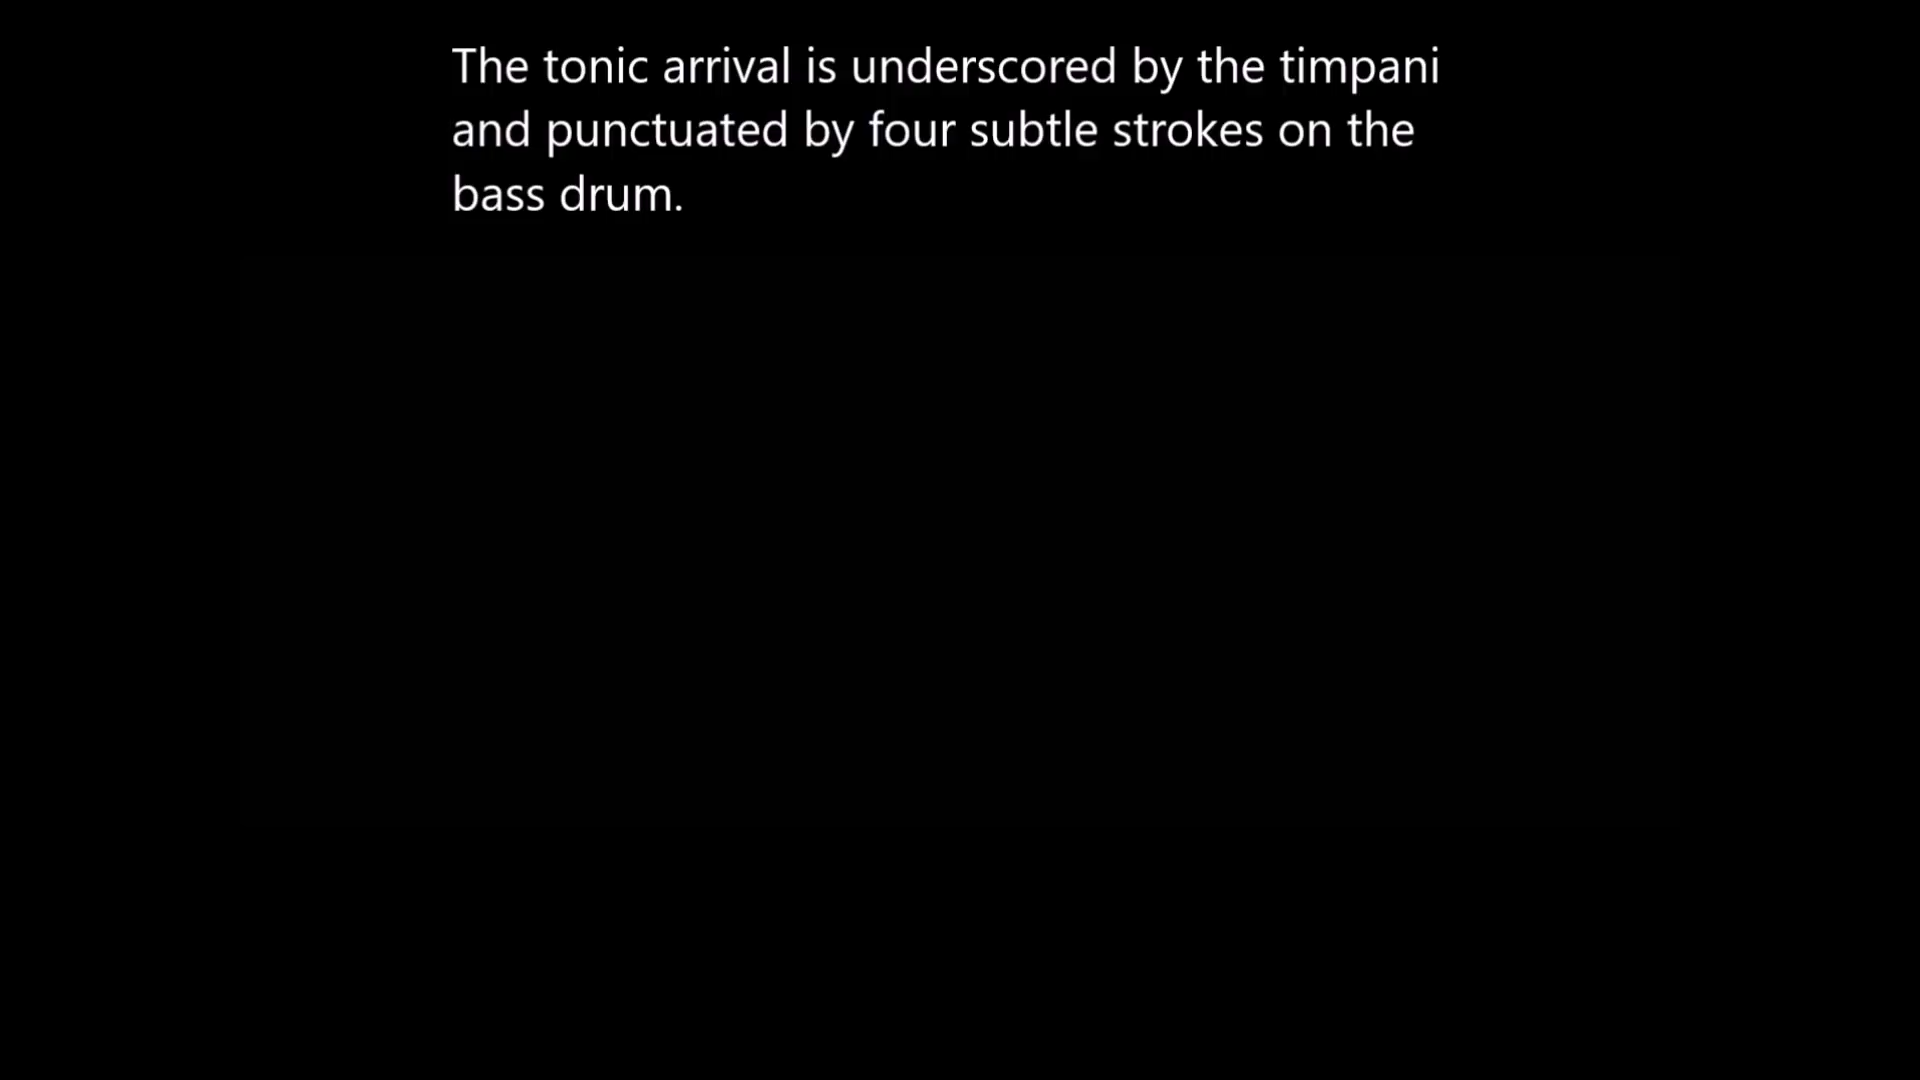 The tonic arrival is underscored by the timpani
and punctuated by four subtle strokes on the
bass drum.